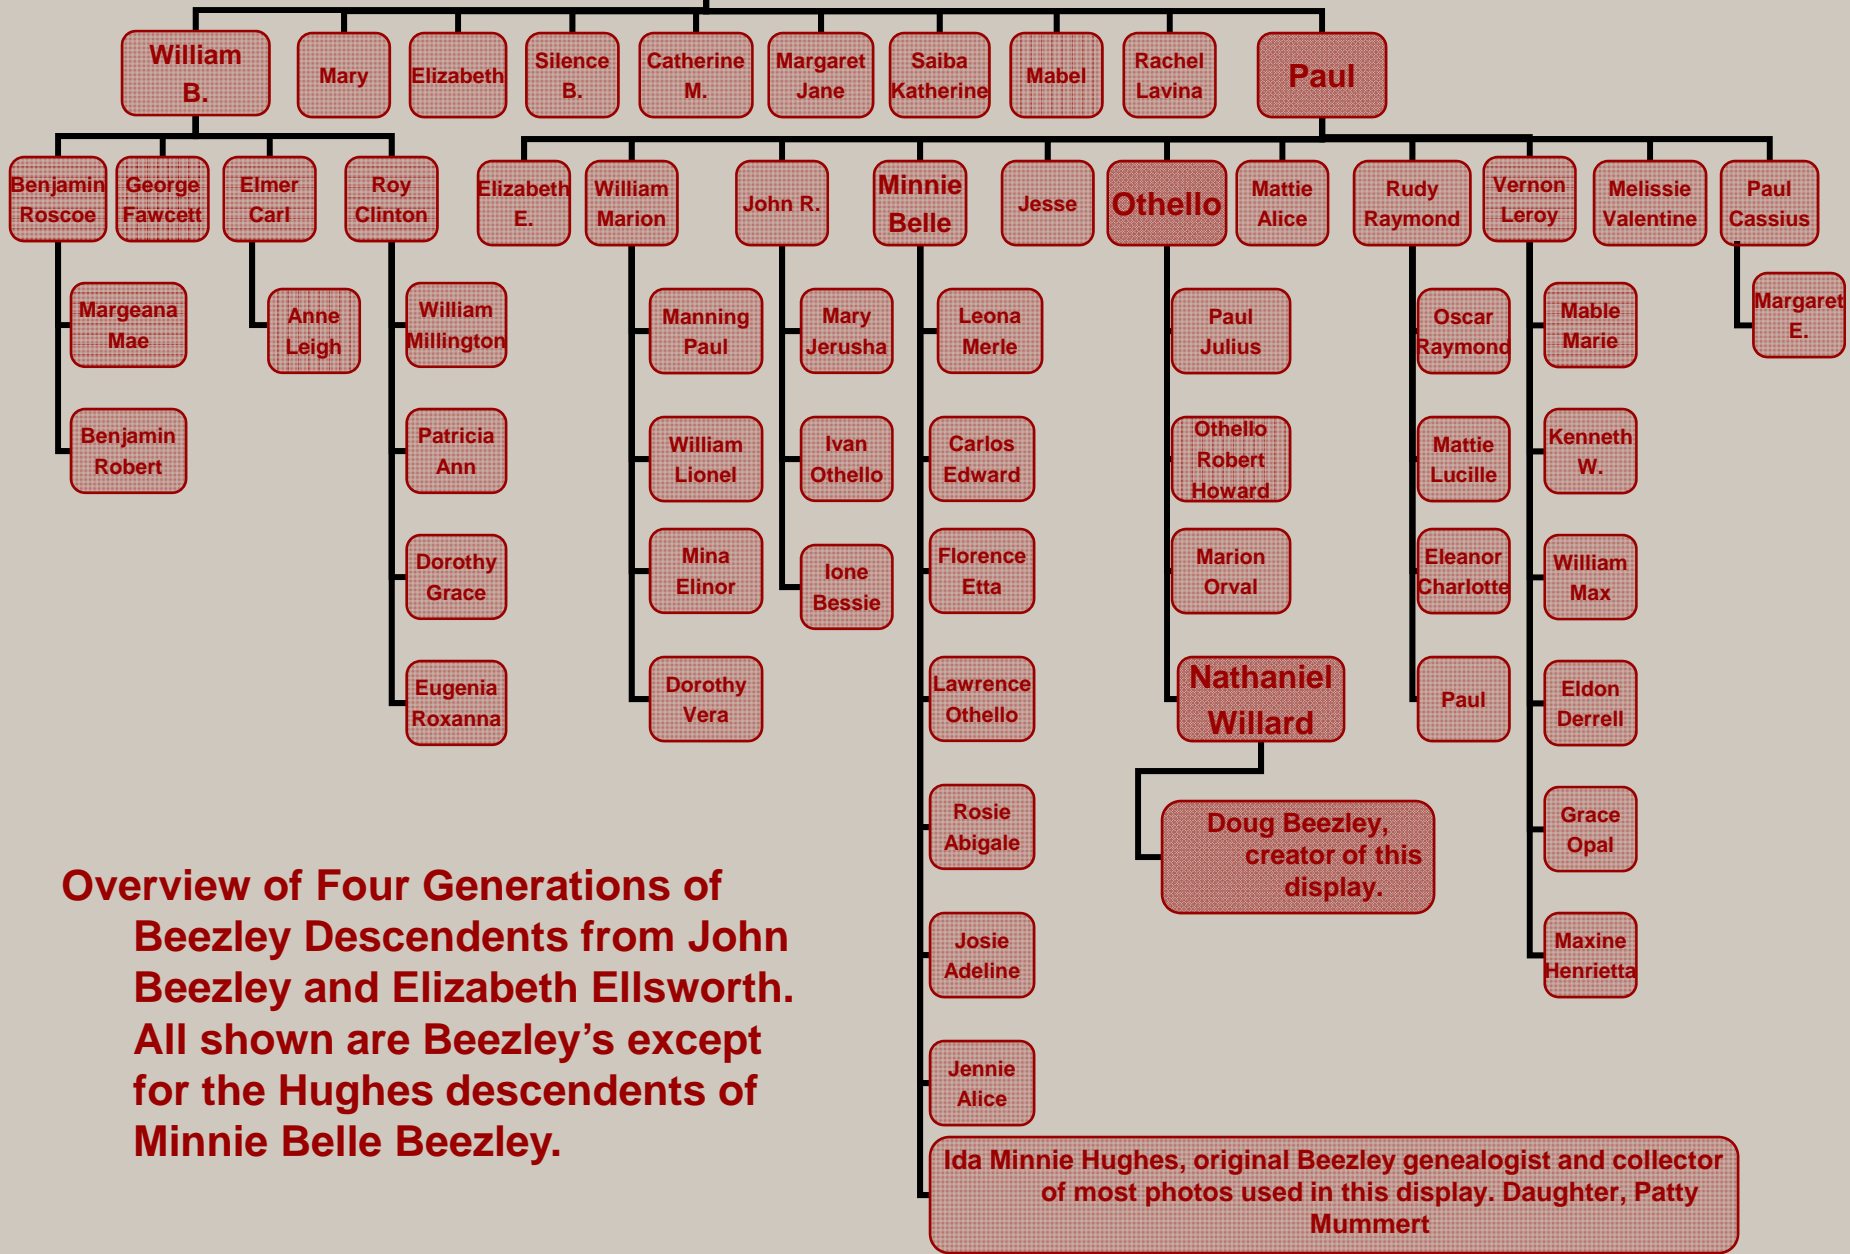 William
B.
Mary
Elizabeth
Silence
B.
Catherine
M.
Margaret
Jane
Saiba
Katherine
Mabel
Rachel
Lavina
Paul
Benjamin
Roscoe
George
Fawcett
Elmer
Carl
Roy
Clinton
Elizabeth
E.
William
Marion
John R.
Minnie
Belle
Jesse
Othello
Mattie
Alice
Rudy
Raymond
Vernon
Leroy
Melissie
Valentine
Paul
Cassius
Margeana
Mae
Benjamin
Robert
Anne
Leigh
William
Millington
Patricia
Ann
Dorothy
Grace
Eugenia
Roxanna
Manning
Paul
William
Lionel
Mina
Elinor
Dorothy
Vera
Mary
Jerusha
Ivan
Othello
Ione
Bessie
Leona
Merle
Carlos
Edward
Florence
Etta
Lawrence
Othello
Rosie
Abigale
Josie
Adeline
Jennie
Alice
Ida Minnie Hughes, original Beezley genealogist and collector
of most photos used in this display. Daughter, Patty
Mummert
Paul
Julius
Othello
Robert
Howard
Marion
Orval
Nathaniel
Willard
Doug Beezley,
creator of this
display.
Oscar
Raymond
Mattie
Lucille
Eleanor
Charlotte
Paul
Mable
Marie
Kenneth
W.
William
Max
Eldon
Derrell
Grace
Opal
Maxine
Henrietta
Margaret
E.
Overview of Four Generations of
Beezley Descendents from John
Beezley and Elizabeth Ellsworth.
All shown are Beezley’s except
for the Hughes descendents of
Minnie Belle Beezley.